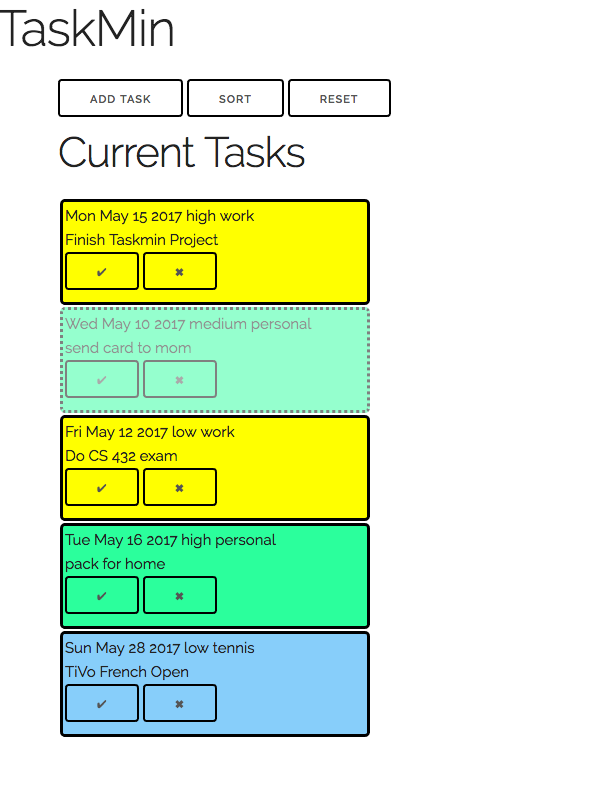 TaskMin
ADD TASK SORT RESET
Current Tasks
Mon May 15 2017 high work
Finish Taskmin Project
✔ ✖
Wed May 10 2017 medium personal
send card to mom
✔ ✖
Fri May 12 2017 low work
Do CS 432 exam
✔ ✖
Tue May 16 2017 high personal
pack for home
✔ ✖
Sun May 28 2017 low tennis
TiVo French Open
✔ ✖